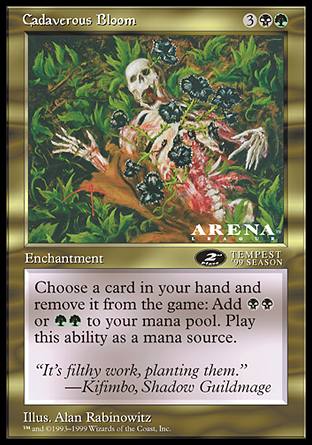 Cadaverous Bloom 3
ARENA
LEAGUE
Enchantment
2nd
Place
TEMPEST
'99 SEASON
Choose a card in your hand and
remove it from the game: Add
or to your mana pool. Play
this ability as a mana source.
“It's filthy work, planting them.”
—Kifimbo, Shadow Guildmage
Illus. Alan Rabinowitz
™ and ©1993–1999 Wizards of the Coast, Inc.